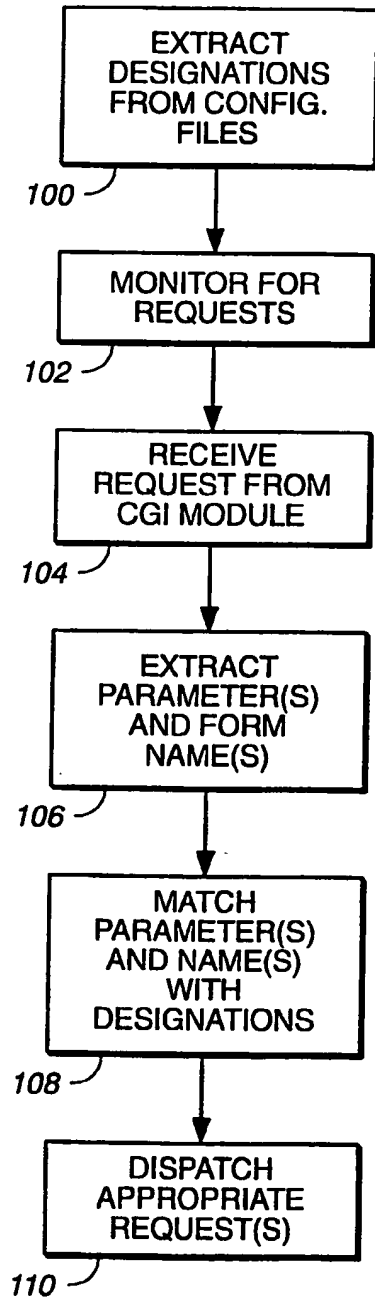 EXTRACT
DESIGNATIONS
FROM CONFIG.
FILES
100
MONITOR FOR
REQUESTS
102
RECEIVE
REQUEST FROM
CGI MODULE
104
EXTRACT
PARAMETER(S)
AND FORM
NAME(S)
106
MATCH
PARAMETER(S)
AND NAME(S)
WITH
DESIGNATIONS
108
DISPATCH
APPROPRIATE
REQUEST(S)
110